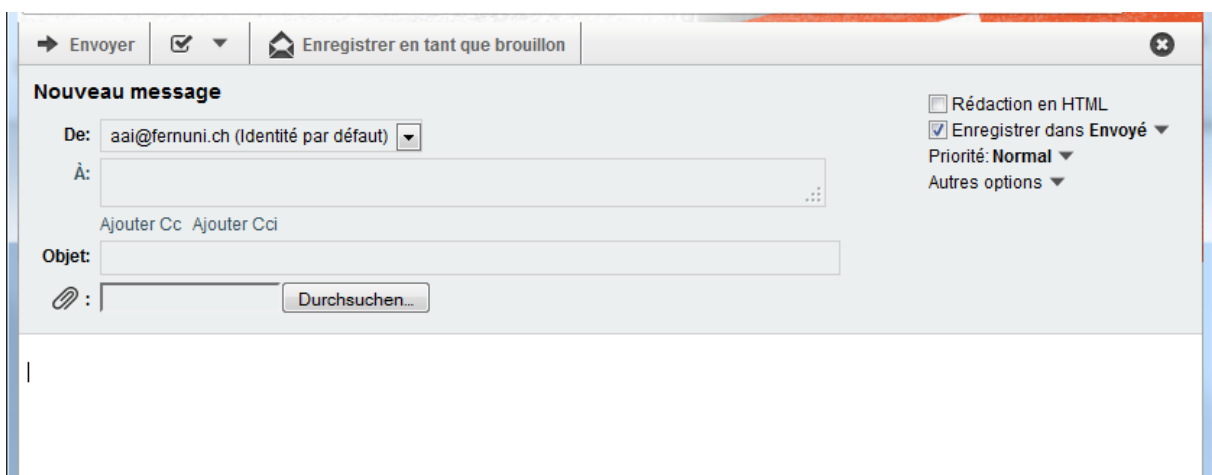 Envoyer Enregistrer en tant que brouillon
Nouveau message
Rédaction en HTML
De: aai@fernuni.ch (Identité par défaut)
Enregistrer dans Envoyé
Priorité: Normal
À:
Autres options
Ajouter Cc Ajouter Cci
Objet:
: Durchsuchen...